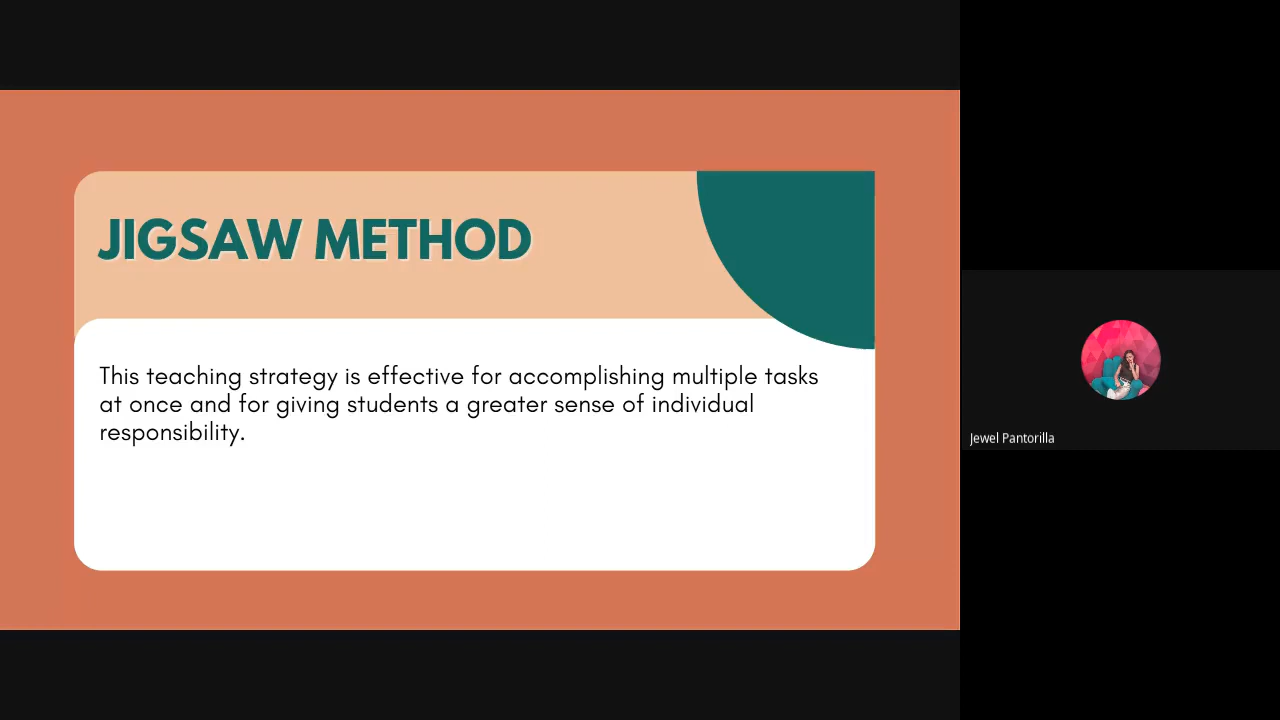 JIGSAW METHOD
This teaching strategy is effective for accomplishing multiple tasks
at once and for giving students a greater sense of individual
responsibility.
Jewel Pantorilla